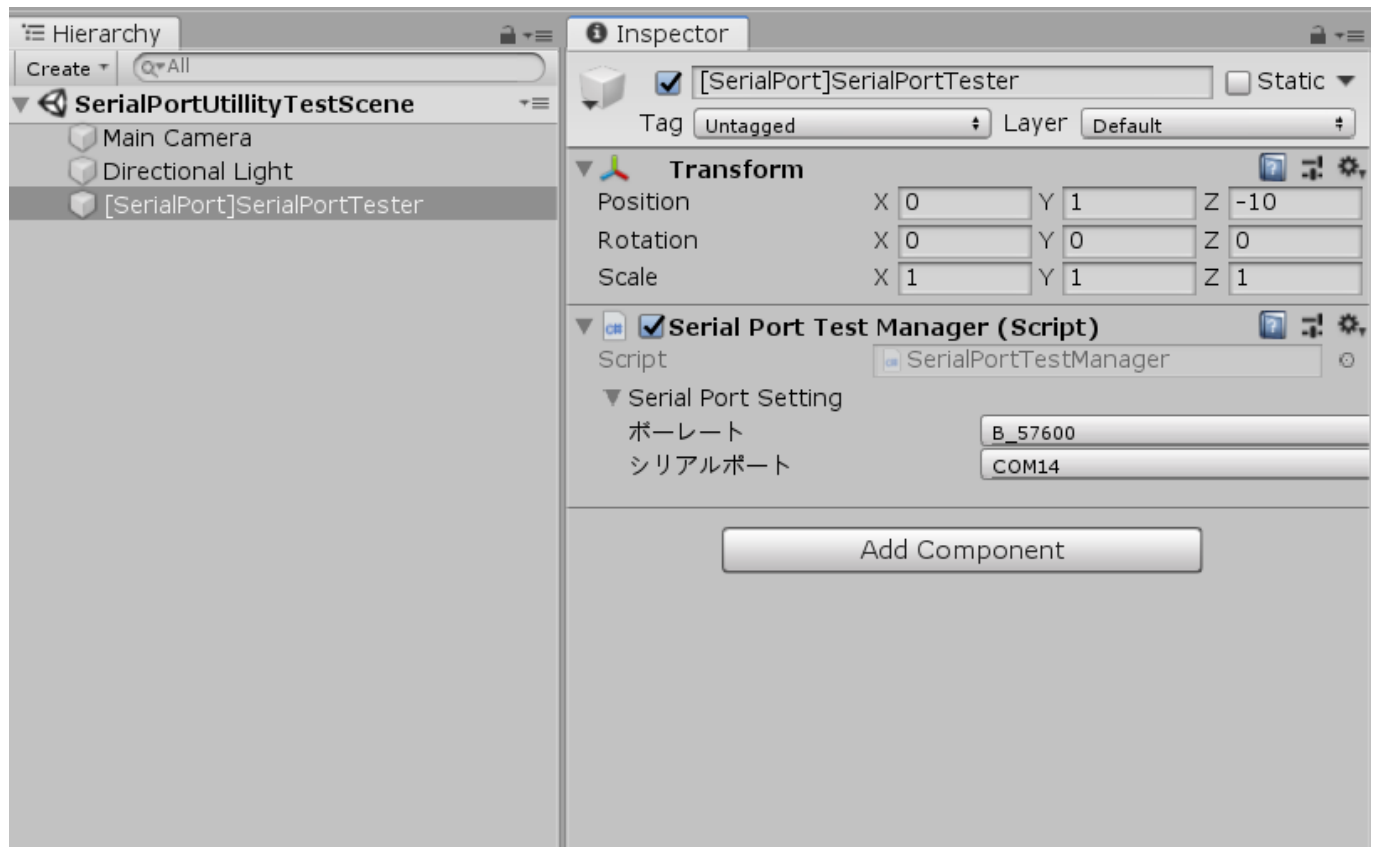 Hierarchy
Create
All
SerialPortUtillityTestScene
Main Camera
Directional Light
[SerialPort]SerialPortTester
Inspector
[SerialPort]SerialPortTester
Static
Tag Untagged Layer Default
Transform
Position X 0 Y 1 Z -10
Rotation X 0 Y 0 Z 0
Scale X 1 Y 1 Z 1
Serial Port Test Manager (Script)
Script SerialPortTestManager
Serial Port Setting
ボーレート B_57600
シリアルポート COM14
Add Component